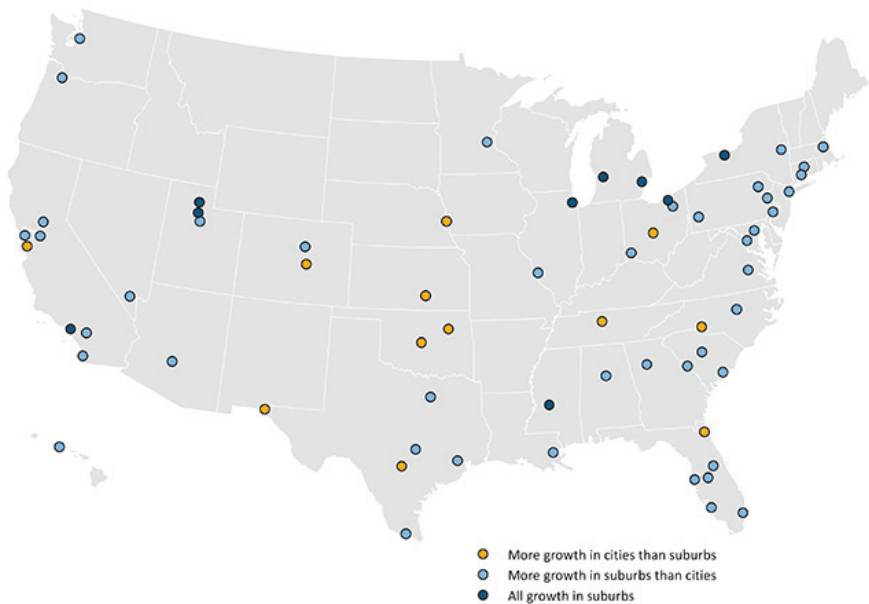 More growth in cities than suburbs
More growth in suburbs than cities
All growth in suburbs